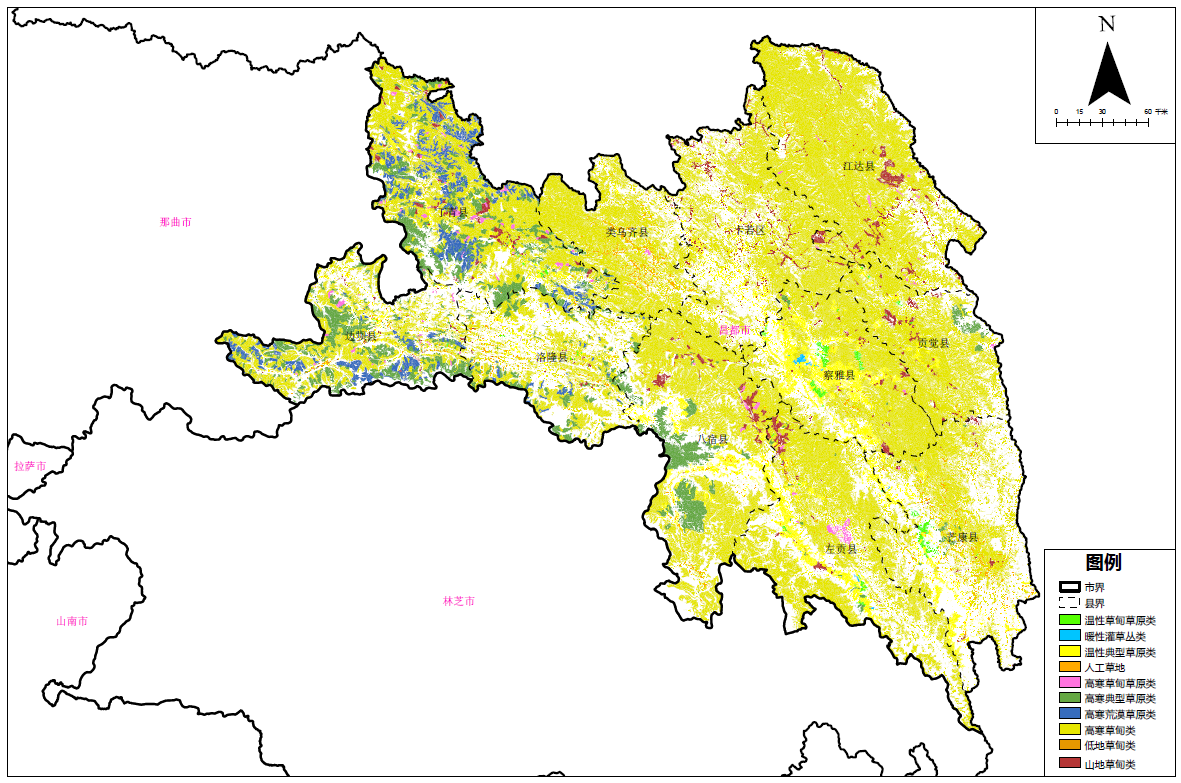 N
0 15 30 60 千米
江达县
丁青县
那曲市
类乌齐县
卡若区
昌都市
边坝县
贡觉县
洛隆县
察雅县
八宿县
拉萨市
芒康县
左贡县
林芝市
山南市
图例
市界
县界
温性草甸草原类
暖性灌草丛类
温性典型草原类
人工草地
高寒草甸草原类
高寒典型草原类
高寒荒漠草原类
高寒草甸类
低地草甸类
山地草甸类